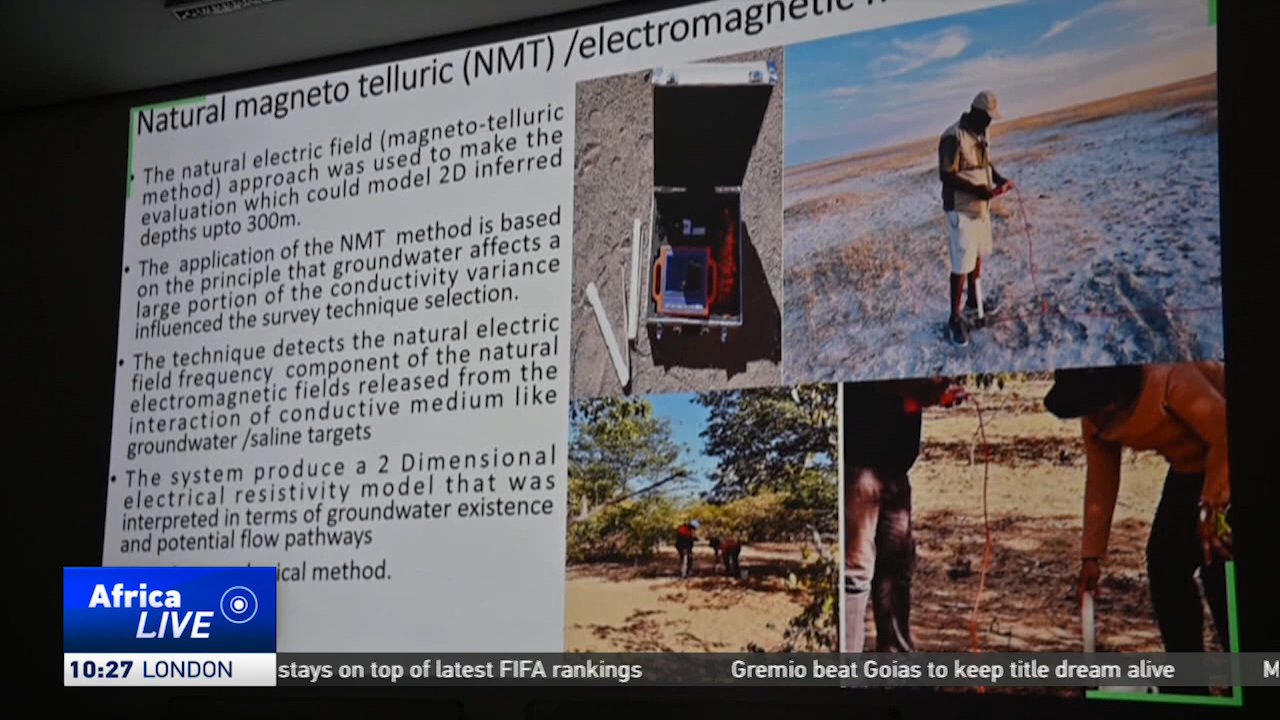 Natural magneto telluric (NMT) /electromagnetic
The natural electric field (magneto-telluric
method) approach was used to make the
evaluation which could model 2D inferred
depths upto 300m.
The application of the NMT method is based
on the principle that groundwater affects a
large portion of the conductivity variance
influenced the survey technique selection.
The technique detects the natural electric
field frequency component of the natural
electromagnetic fields released from the
interaction of conductive medium like
groundwater /saline targets
The system produce a 2 Dimensional
electrical resistivity model that was
interpreted in terms of groundwater existence
and potential flow pathways
method.
Africa
LIVE
10:27 LONDON
stays on top of latest FIFA rankings Gremio beat Goias to keep title dream alive M